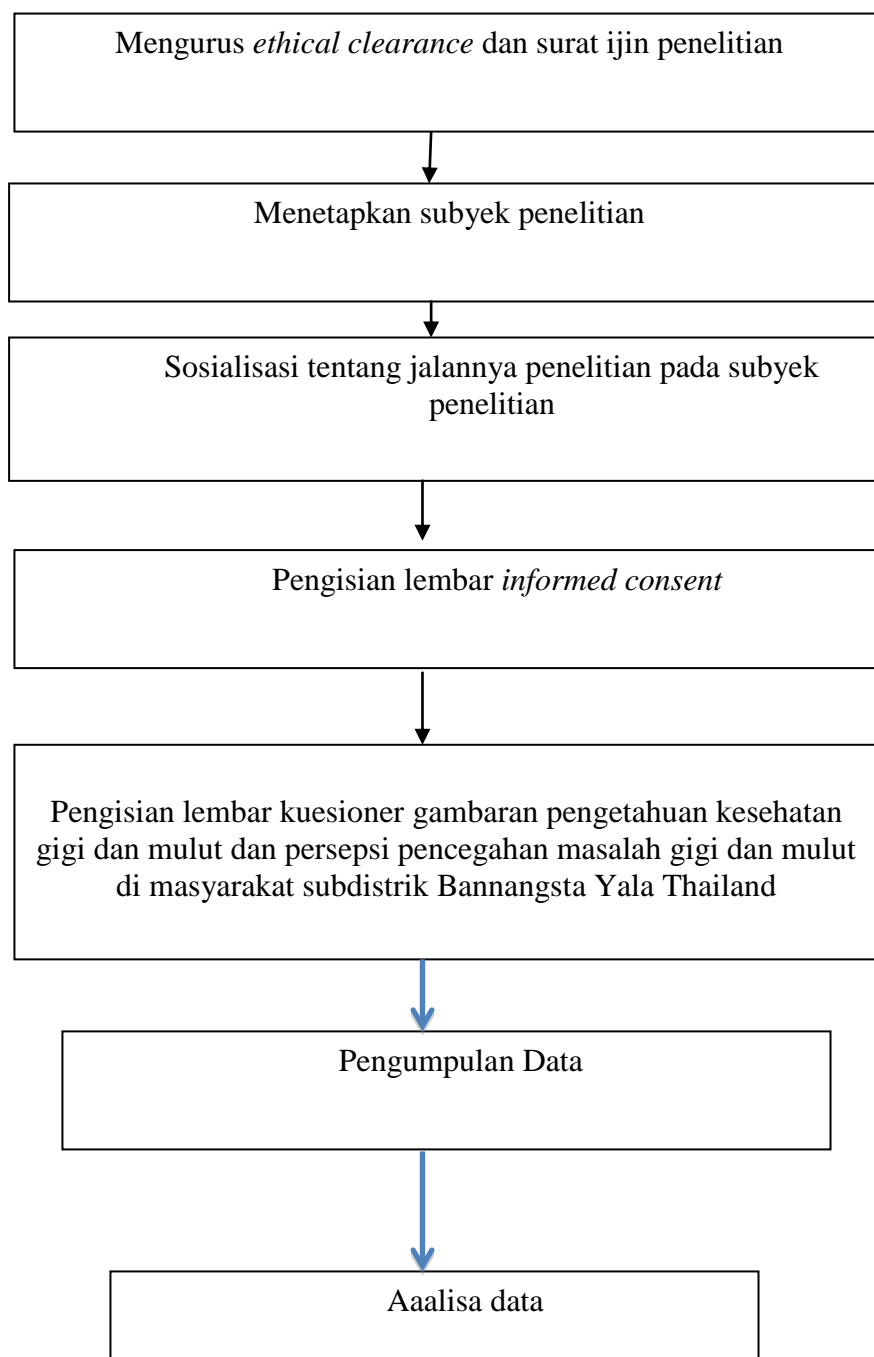 Mengurus ethical clearance dan surat ijin penelitian
Menetapkan subyek penelitian
Sosialisasi tentang jalannya penelitian pada subyek
penelitian
Pengisian lembar informed consent
Pengisian lembar kuesioner gambaran pengetahuan kesehatan
gigi dan mulut dan persepsi pencegahan masalah gigi dan mulut
di masyarakat subdistrik Bannangsta Yala Thailand
Pengumpulan Data
Aaalisa data